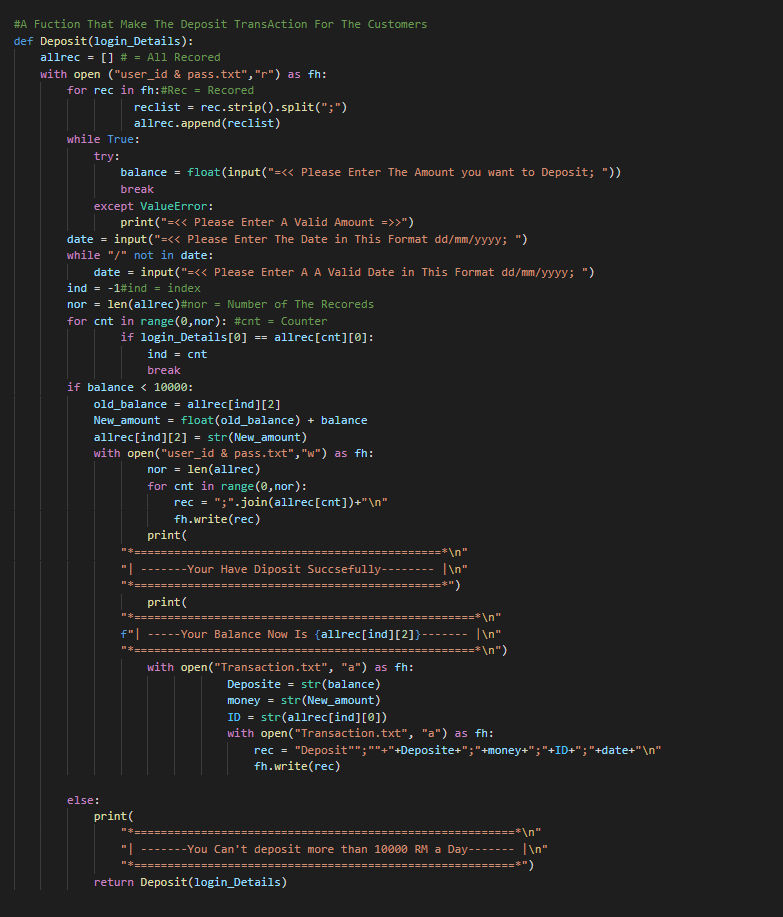 #A Fuction That Make The Deposit TransAction For The Customers
def Deposit(login_Details):
    allrec = [] # = All Recored
    with open ("user_id & pass.txt","r") as fh:
        for rec in fh:#Rec = Recored
                  reclist = rec.strip().split(";")
                  allrec.append(reclist)
        while True:
            try:
                balance = float(input("=<< Please Enter The Amount you want to Deposit; "))
                break
            except ValueError:
                print("=<< Please Enter A Valid Amount =>>")
        date = input("=<< Please Enter The Date in This Format dd/mm/yyyy; ")
        while "/" not in date:
            date = input("=<< Please Enter A A Valid Date in This Format dd/mm/yyyy; ")
        ind = -1#ind = index
        nor = len(allrec)#nor = Number of The Recoreds
        for cnt in range(0,nor): #cnt = Counter
                if login_Details[0] == allrec[cnt][0]:
                    ind = cnt
                    break
        if balance < 10000:
            old_balance = allrec[ind][2]
            New_amount = float(old_balance) + balance
            allrec[ind][2] = str(New_amount)
            with open("user_id & pass.txt","w") as fh:
                    nor = len(allrec)
                    for cnt in range(0,nor):
                        rec = ";".join(allrec[cnt])+"\n"
                        fh.write(rec)
                    print(
                "*===============================================*\n"
                "| -------Your Have Diposit Succsefully-------- |\n"
                "*===============================================*")
                    print(
                "*====================================================*\n"
                f"| -----Your Balance Now Is {allrec[ind][2]}------- |\n"
                "*====================================================*\n")
                    with open("Transaction.txt", "a") as fh:
                                Deposite = str(balance)
                                money = str(New_amount)
                                ID = str(allrec[ind][0])
                                with open("Transaction.txt", "a") as fh:
                                    rec = "Deposit"";""+"+Deposite+";"+money+";"+ID+";"+date+"\n"
                                    fh.write(rec)
        else:
            print(
                "*==========================================================*\n"
                "| -------You Can't deposit more than 10000 RM a Day------- |\n"
                "*==========================================================*")
            return Deposit(login_Details)